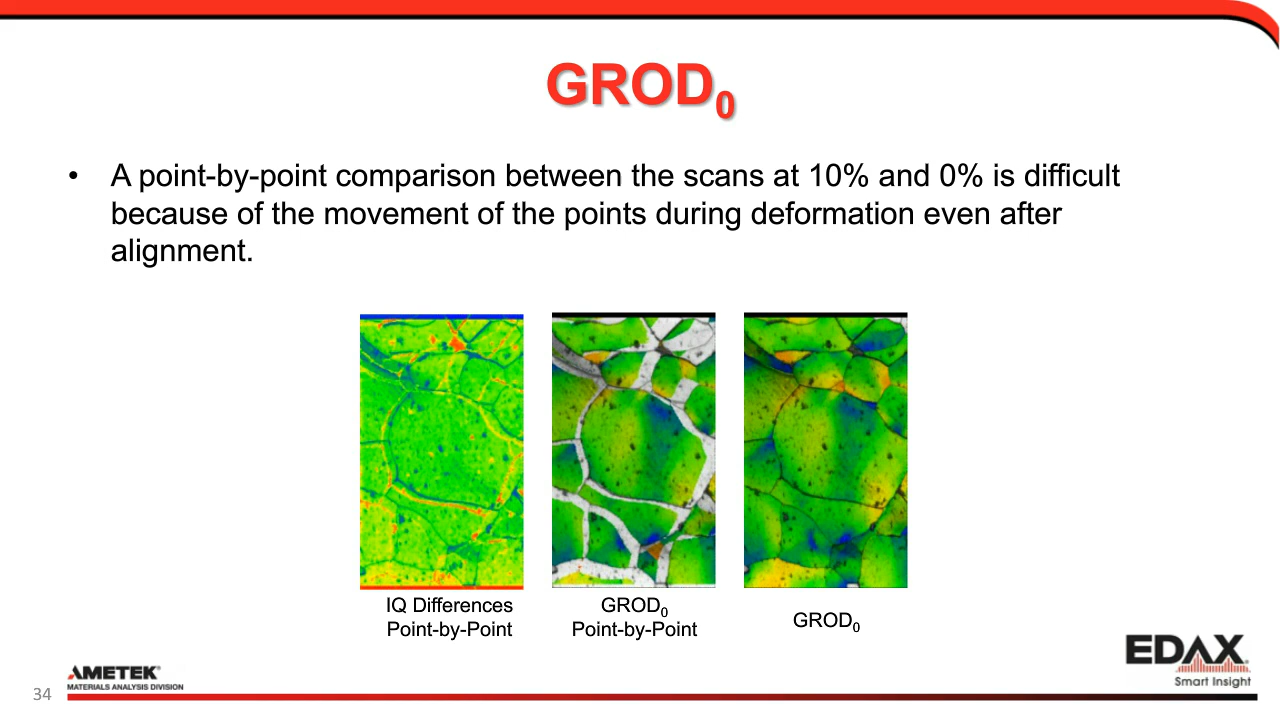 GROD₀
• A point-by-point comparison between the scans at 10% and 0% is difficult
because of the movement of the points during deformation even after
alignment.
IQ Differences
Point-by-Point
GROD₀
Point-by-Point
GROD₀
34
AMETEK®
MATERIALS ANALYSIS DIVISION
EDAX
Smart Insight